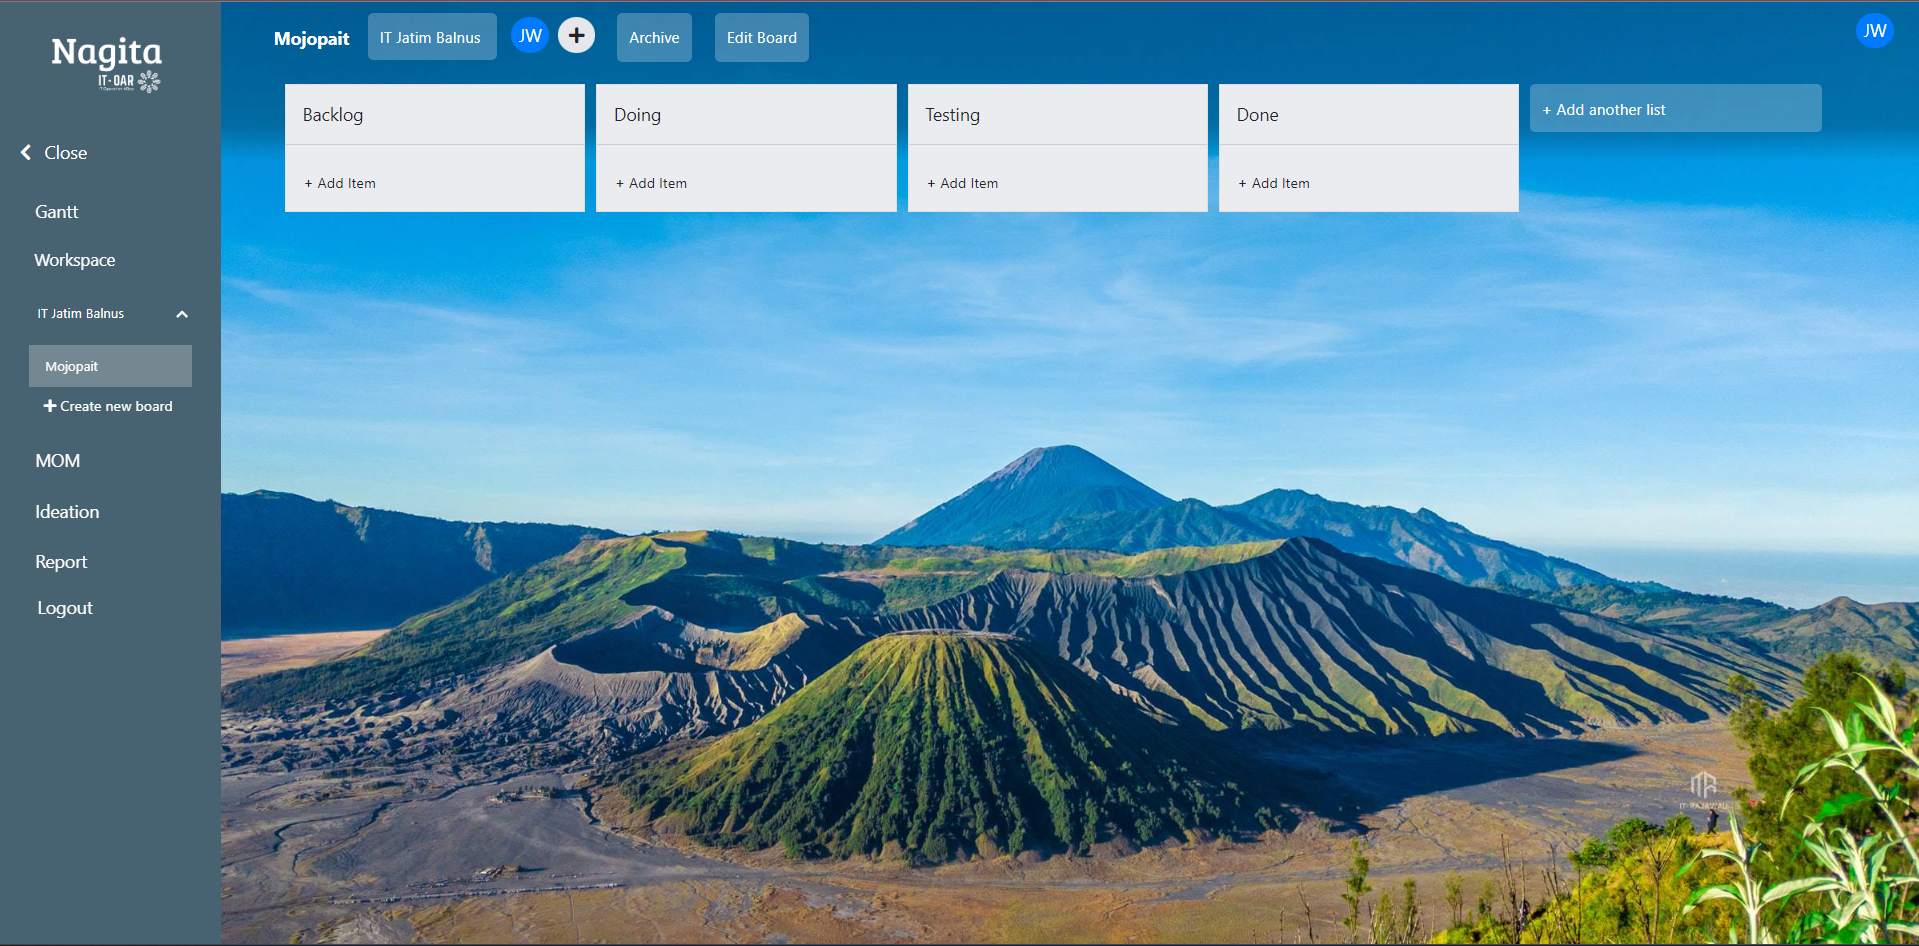 Nagita
IT-OAR
Close
Gantt
Workspace
IT Jatim Balnus
Mojopait
Create new board
MOM
Ideation
Report
Logout
Mojopait
IT Jatim Balnus
JW
+
Archive
Edit Board
JW
Backlog
+ Add Item
Doing
+ Add Item
Testing
+ Add Item
Done
+ Add Item
+ Add another list